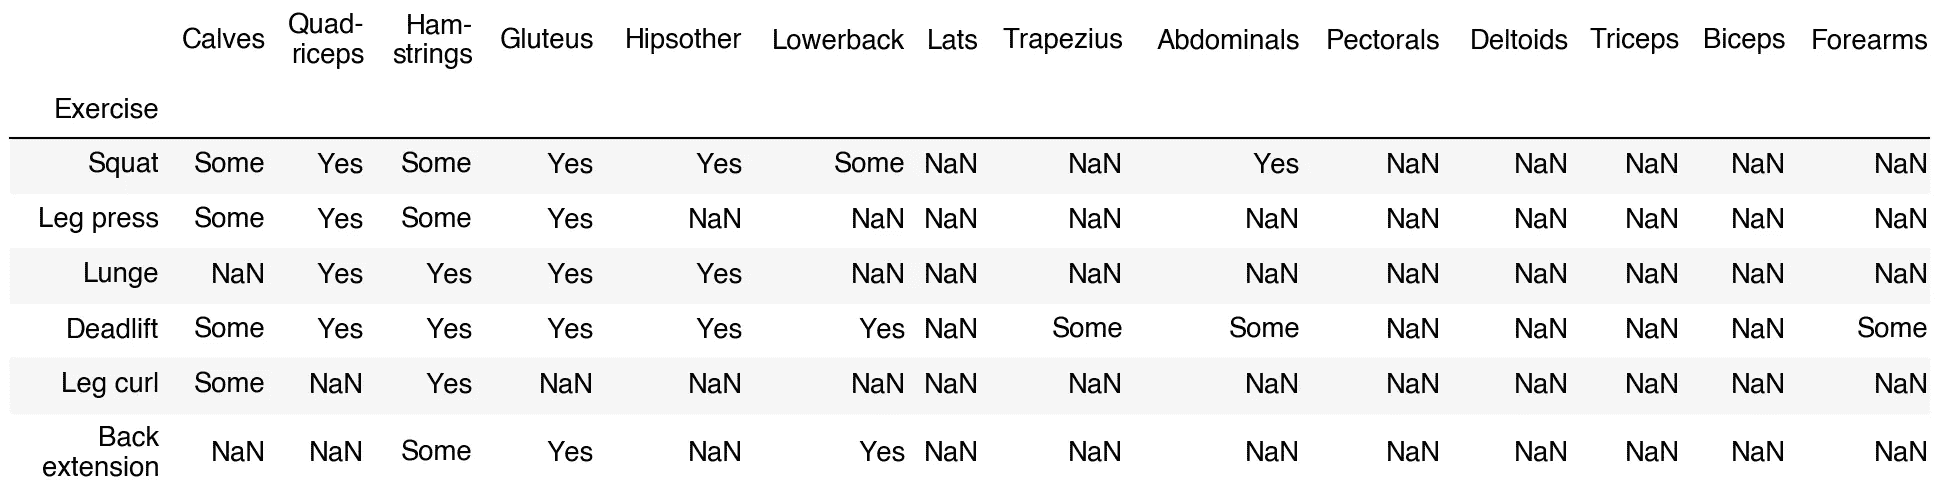 Calves Quad-riceps Ham-strings Gluteus Hipsother Lowerback Lats Trapezius Abdominals Pectorals Deltoids Triceps Biceps Forearms
Exercise
Squat Some Yes Some Yes Yes Some NaN NaN Yes NaN NaN NaN NaN NaN
Leg press Some Yes Some Yes NaN NaN NaN NaN NaN NaN NaN NaN NaN NaN
Lunge NaN Yes Yes Yes Yes NaN NaN NaN NaN NaN NaN NaN NaN NaN
Deadlift Some Yes Yes Yes Yes Yes NaN Some Some NaN NaN NaN NaN Some
Leg curl Some NaN Yes NaN NaN NaN NaN NaN NaN NaN NaN NaN NaN NaN
Back extension NaN NaN Some Yes NaN Yes NaN NaN NaN NaN NaN NaN NaN NaN